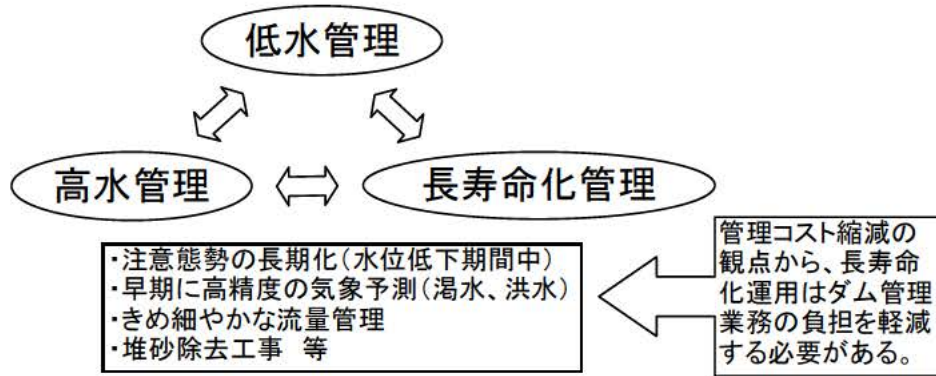 低水管理
高水管理
長寿命化管理
・注意態勢の長期化(水位低下期間中)
・早期に高精度の気象予測(渇水、洪水)
・きめ細やかな流量管理
・堆砂除去工事　等
管理コスト縮減の
観点から、長寿命
化運用はダム管理
業務の負担を軽減
する必要がある。